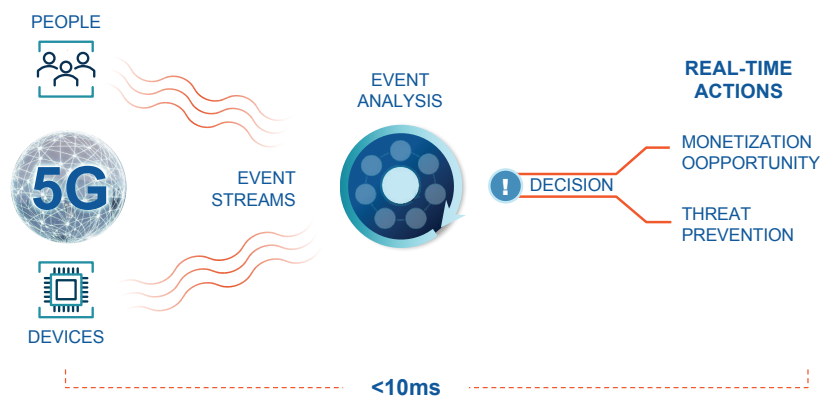 PEOPLE
5G
DEVICES
EVENT
STREAMS
EVENT
ANALYSIS
!
DECISION
REAL-TIME
ACTIONS
MONETIZATION
OOPPORTUNITY
THREAT
PREVENTION
<10ms